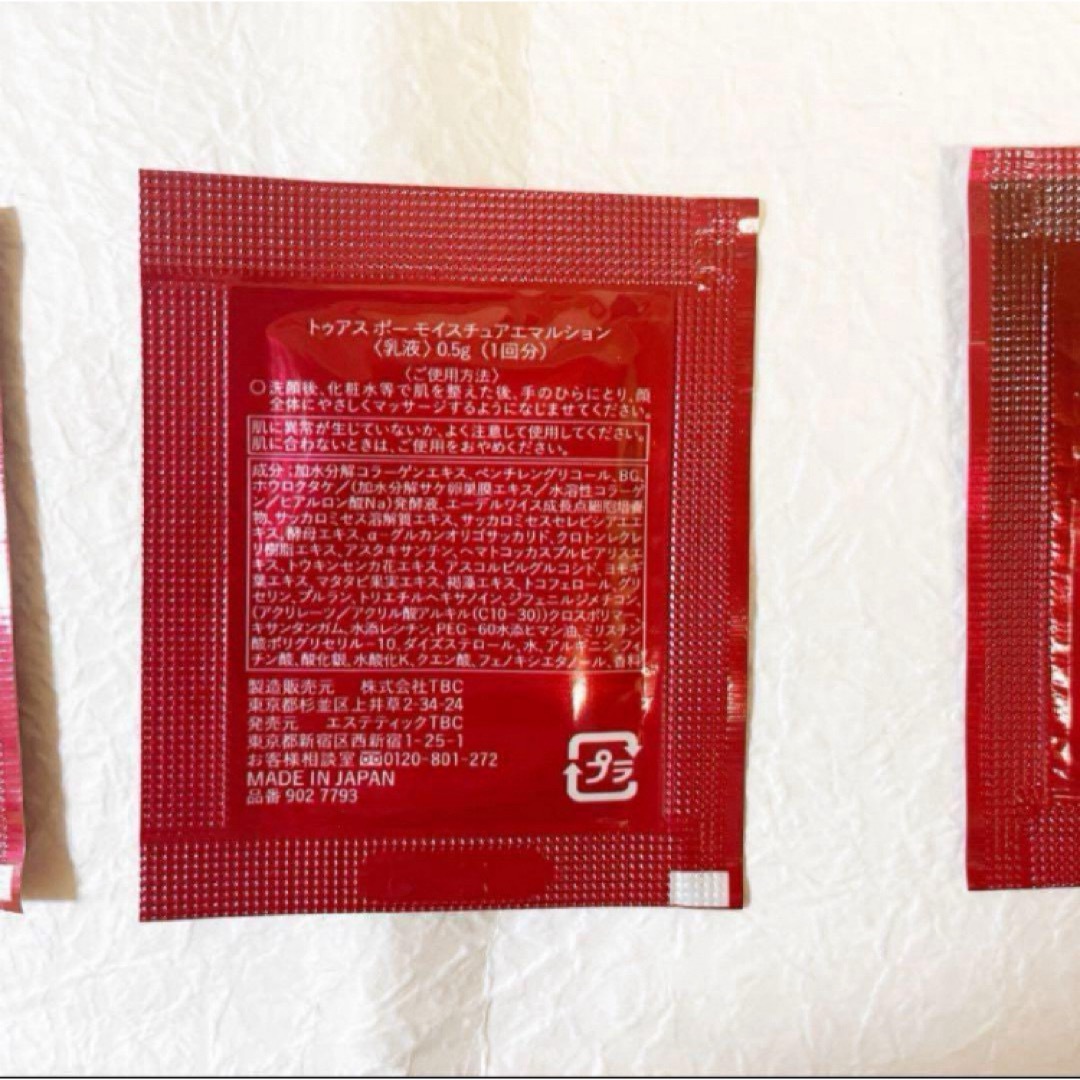 トゥアス ポー モイスチュアエマルション
〈乳液〉0.5g（1回分）
〈ご使用方法〉
○洗顔後、化粧水等で肌を整えた後、手のひらにとり、顔
全体にやさしくマッサージするようになじませてください。
肌に異常が生じていないか、よく注意して使用してください。
肌に合わないときは、ご使用をおやめください。
成分：加水分解コラーゲンエキス、ペンチレングリコール、BG、
ホウロクタケ／（加水分解サケ卵巣膜エキス／水溶性コラーゲ
ン／ヒアルロン酸Na）発酵液、エーデルワイス成長点細胞培養
物、サッカロミセス溶解質エキス、サッカロミセスセレビシアエエ
キス、酵母エキス、α－グルカンオリゴサッカリド、クロトンレクレ
リ樹脂エキス、アスタキサンチン、ヘマトコッカスプルビアリスエ
キス、トウキンセンカ花エキス、アスコルビルグルコシド、
葉エキス、マタタビ果実エキス、褐藻エキス、トコフェロール、グリ
セリン、プルラン、トリエチルヘキサノイン、ジフェニルジメチコン、
（アクリレーツ／アクリル酸アルキル（C10－30））クロスポリマー、
キサンタンガム、水添レシチン、PEG－60水添ヒマシ油、ミリスチン
酸ポリグリセリル－10、ダイズステロール、水、アルギニン、フィ
チン酸、酸化銀、水酸化K、クエン酸、フェノキシエタノール、香料
製造販売元　株式会社TBC
東京都杉並区上井草2-34-24
発売元　エステティックTBC
東京都新宿区西新宿1-25-1
お客様相談室 0120-801-272
MADE IN JAPAN
品番 902 7793
プラ